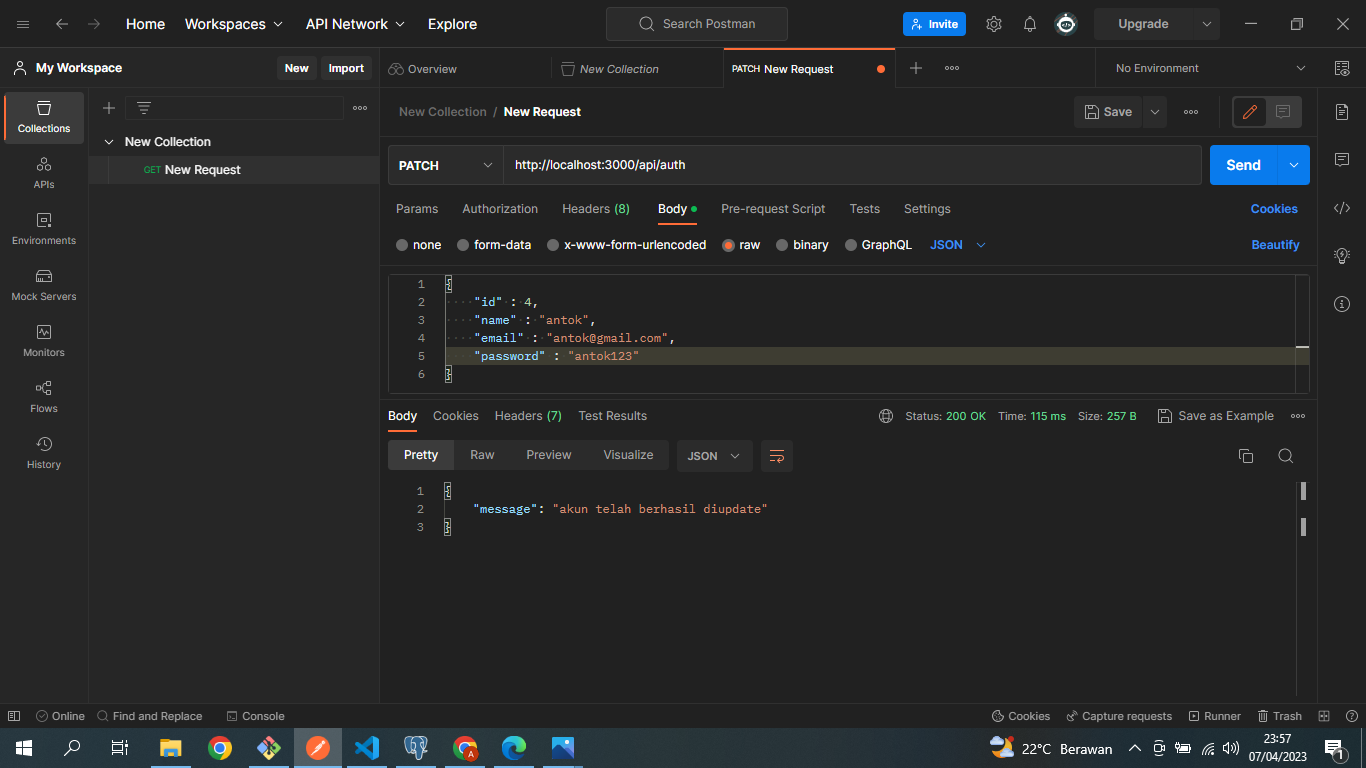 Home Workspaces API Network Explore Search Postman Invite Upgrade
My Workspace New Import Overview New Collection PATCH New Request No Environment
Collections
APIs
Environments
Mock Servers
Monitors
Flows
History
New Collection
GET New Request
New Collection / New Request Save
PATCH http://localhost:3000/api/auth Send
Params Authorization Headers (8) Body Pre-request Script Tests Settings Cookies
none form-data x-www-form-urlencoded raw binary GraphQL JSON Beautify
1 {
2 "id" : 4,
3 "name" : "antok",
4 "email" : "antok@gmail.com",
5 "password" : "antok123"
6 }
Body Cookies Headers (7) Test Results Status: 200 OK Time: 115 ms Size: 257 B Save as Example
Pretty Raw Preview Visualize JSON
1 {
2 "message": "akun telah berhasil diupdate"
3 }
Online Find and Replace Console Cookies Capture requests Runner Trash
22°C Berawan 23:57
07/04/2023
1